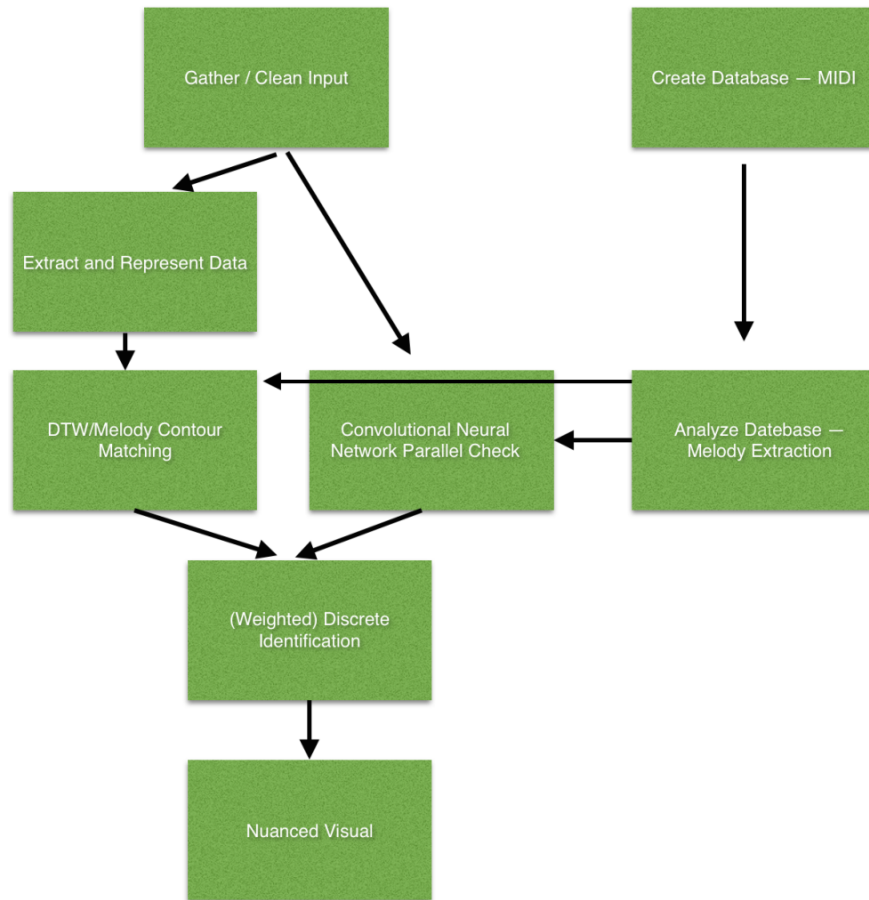 Gather / Clean Input
Create Database — MIDI
Extract and Represent Data
DTW/Melody Contour
Matching
Convolutional Neural
Network Parallel Check
Analyze Datebase —
Melody Extraction
(Weighted) Discrete
Identification
Nuanced Visual